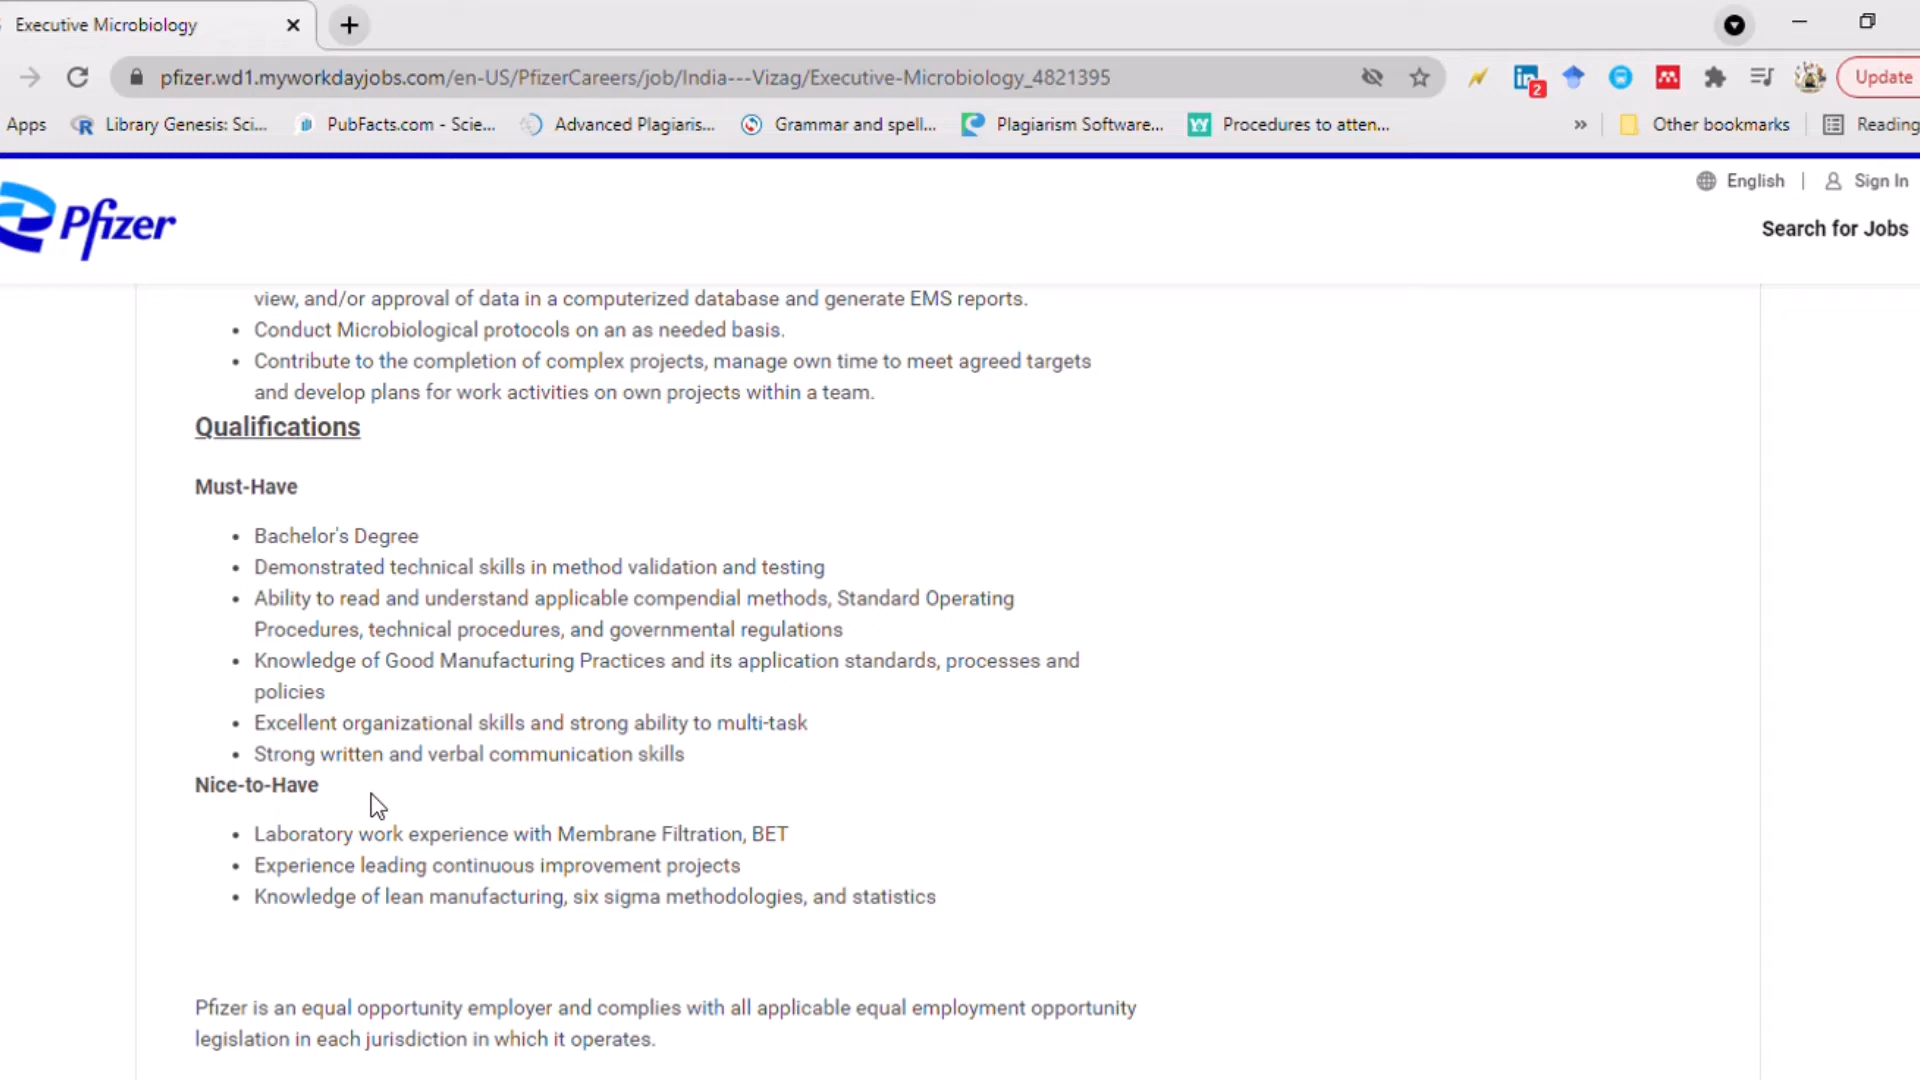 Executive Microbiology
pfizer.wd1.myworkdayjobs.com/en-US/PfizerCareers/job/India---Vizag/Executive-Microbiology_4821395
2
Update
Apps
Library Genesis: Sci...
PubFacts.com - Scie...
Advanced Plagiaris...
Grammar and spell...
Plagiarism Software...
Procedures to atten...
»
Other bookmarks
Reading
Pfizer
English | Sign In
Search for Jobs
view, and/or approval of data in a computerized database and generate EMS reports.
• Conduct Microbiological protocols on an as needed basis.
• Contribute to the completion of complex projects, manage own time to meet agreed targets
and develop plans for work activities on own projects within a team.
Qualifications
Must-Have
• Bachelor's Degree
• Demonstrated technical skills in method validation and testing
• Ability to read and understand applicable compendial methods, Standard Operating
Procedures, technical procedures, and governmental regulations
• Knowledge of Good Manufacturing Practices and its application standards, processes and
policies
• Excellent organizational skills and strong ability to multi-task
• Strong written and verbal communication skills
Nice-to-Have
• Laboratory work experience with Membrane Filtration, BET
• Experience leading continuous improvement projects
• Knowledge of lean manufacturing, six sigma methodologies, and statistics
Pfizer is an equal opportunity employer and complies with all applicable equal employment opportunity
legislation in each jurisdiction in which it operates.